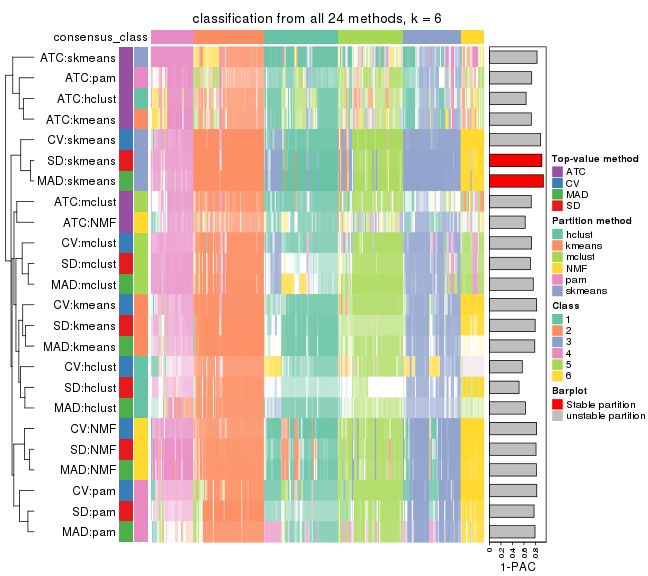 classification from all 24 methods, k = 6
consensus_class
ATC:skmeans
ATC:pam
ATC:hclust
ATC:kmeans
CV:skmeans
SD:skmeans
MAD:skmeans
ATC:mclust
ATC:NMF
CV:mclust
SD:mclust
MAD:mclust
CV:kmeans
SD:kmeans
MAD:kmeans
CV:hclust
SD:hclust
MAD:hclust
CV:NMF
SD:NMF
MAD:NMF
CV:pam
SD:pam
MAD:pam
0 0.2 0.4 0.6 0.8
1-PAC
Top-value method
ATC
CV
MAD
SD
Partition method
hclust
kmeans
mclust
NMF
pam
skmeans
Class
1
2
3
4
5
6
Barplot
Stable partition
unstable partition